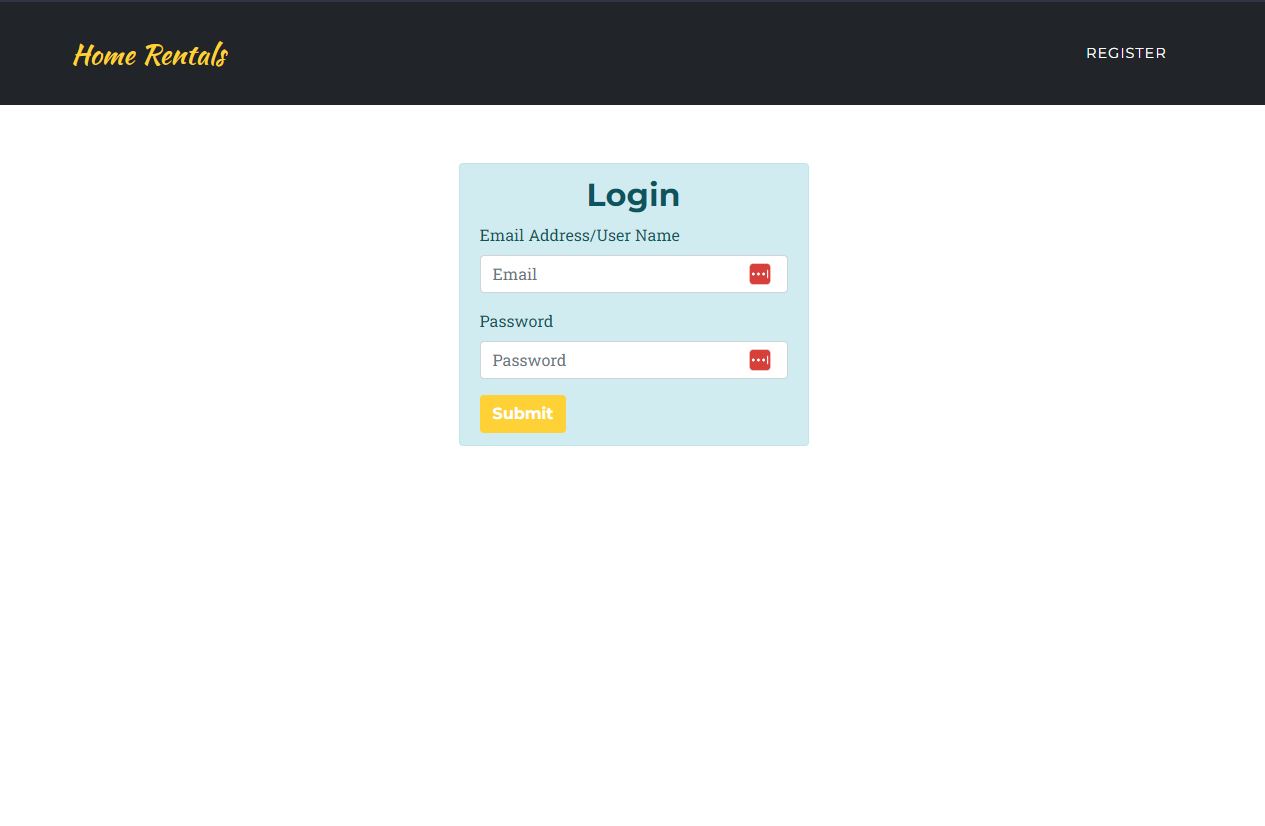 Home Rentals
REGISTER
Login
Email Address/User Name
Email
Password
Password
Submit